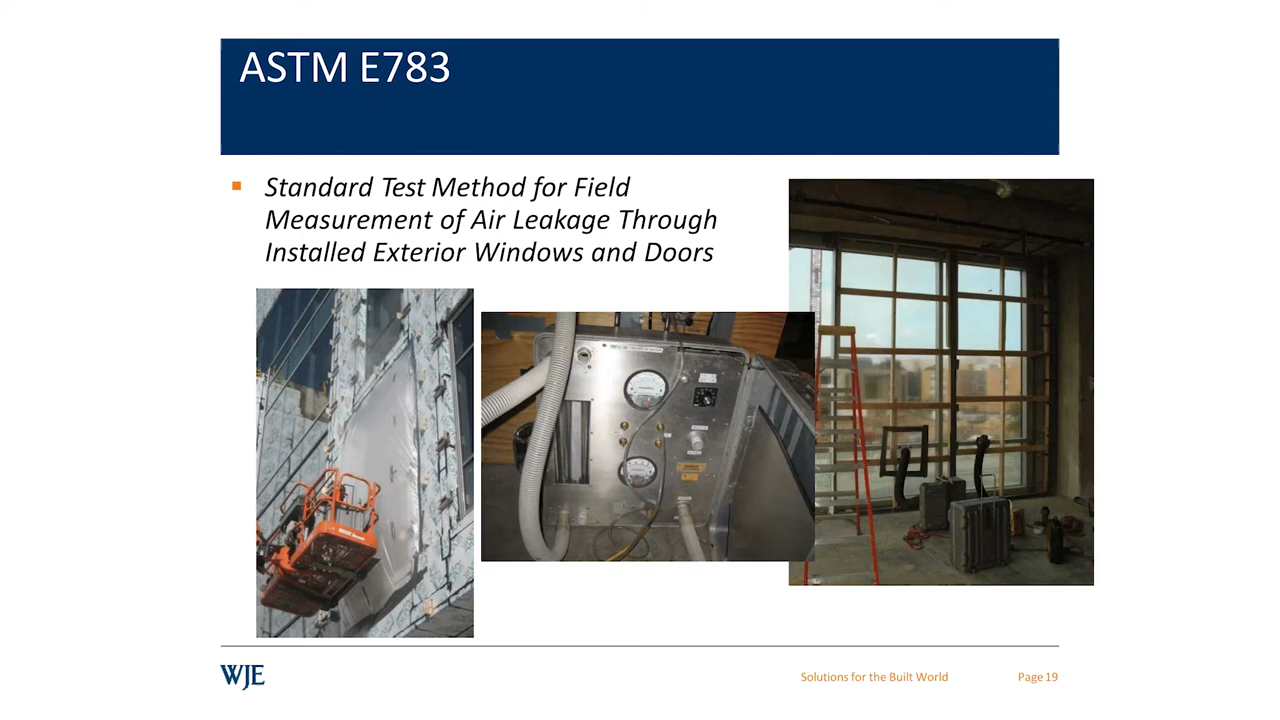 ASTM E783
Standard Test Method for Field
Measurement of Air Leakage Through
Installed Exterior Windows and Doors
WJE
Solutions for the Built World
Page 19